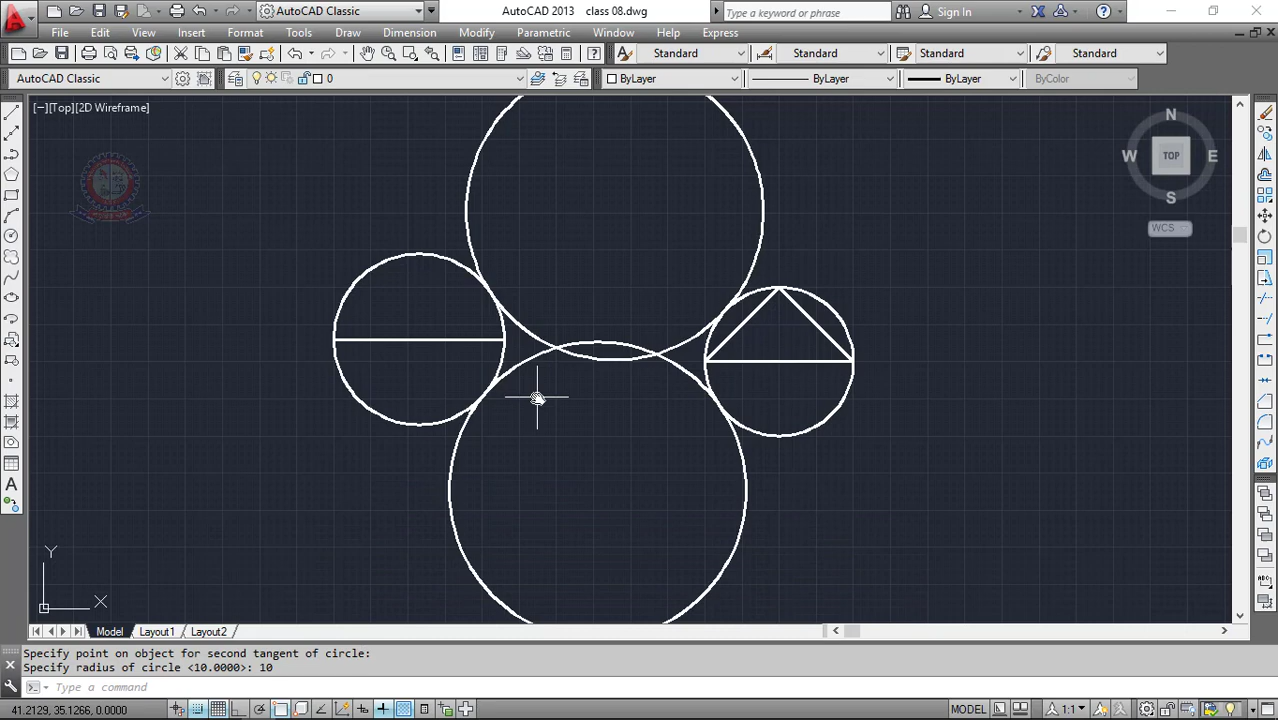 AutoCAD Classic
AutoCAD 2013 class 08.dwg
Type a keyword or phrase
Sign In
File Edit View Insert Format Tools Draw Dimension Modify Parametric Window Help Express
Standard Standard Standard Standard
AutoCAD Classic 0 ByLayer ByLayer ByLayer ByColor
[−][Top][2D Wireframe]
N
W TOP E
S
WCS
A
ABC
Y
X
Model Layout1 Layout2
Specify point on object for second tangent of circle:
Specify radius of circle <10.0000>: 10
Type a command
41.2129, 35.1266, 0.0000 MODEL 1:1